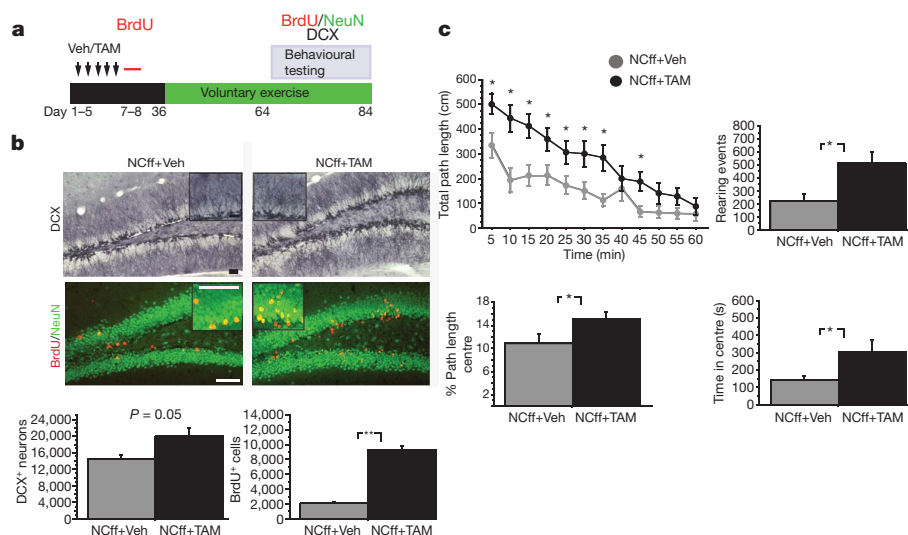 a
BrdU
Veh/TAM
BrdU/NeuN
DCX
Behavioural
testing
Voluntary exercise
Day 1–5 7–8 36 64 84
b
NCff+Veh NCff+TAM
DCX
BrdU/NeuN
P = 0.05
DCX+ neurons
24,000
20,000
16,000
12,000
8,000
4,000
0
NCff+Veh NCff+TAM
BrdU+ cells
14,000
12,000
10,000
8,000
6,000
4,000
2,000
0
**
NCff+Veh NCff+TAM
c
NCff+Veh
NCff+TAM
Total path length (cm)
600
500
400
300
200
100
0
* * * * * * * *
5 10 15 20 25 30 35 40 45 50 55 60
Time (min)
Rearing events
800
700
600
500
400
300
200
100
0
*
NCff+Veh NCff+TAM
% Path length
centre
18
14
10
6
2
*
NCff+Veh NCff+TAM
Time in centre (s)
600
500
400
300
200
100
0
*
NCff+Veh NCff+TAM